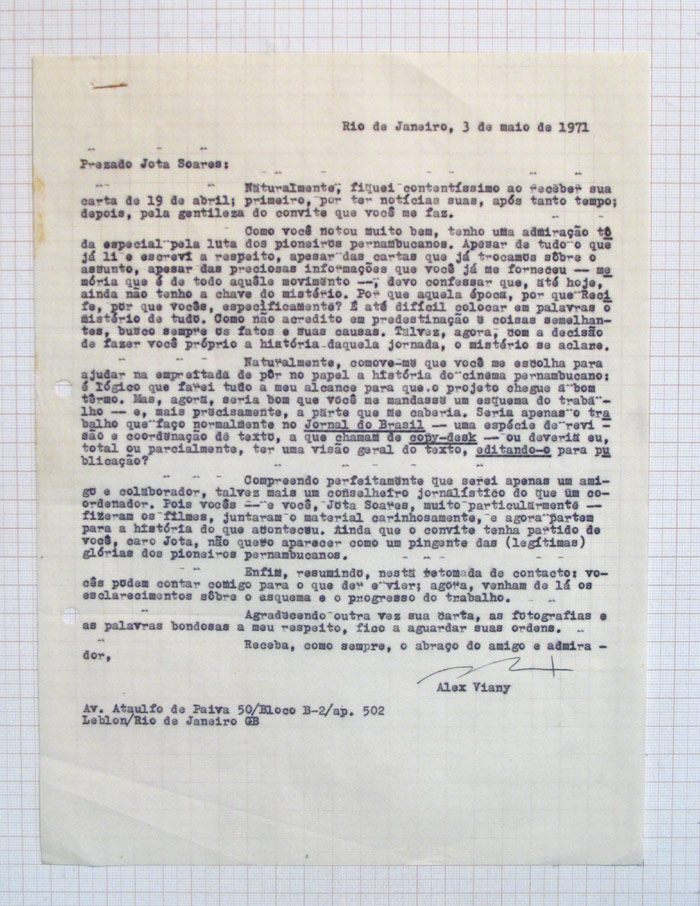 Rio de Janeiro, 3 de maio de 1971
Prezado Jota Soares:
Naturalmente, fiquei contentíssimo ao receber sua
carta de 19 de abril; primeiro, por ter notícias suas, após tanto tempo;
depois, pela gentileza do convite que você me faz.
Como você notou muito bem, tenho uma admiração tô
da especial pela luta dos pioneiros pernambucanos. Apesar de tudo o que
já li e escrevi a respeito, apesar das cartas que já trocamos sôbre o
assunto, apesar das preciosas informações que você já me forneceu — me
mória que é de todo aquêle movimento —, devo confessar que, até hoje,
ainda não tenho a chave do mistério. Por que aquela época, por que Reci
fe, por que vocês, especificamente? É até difícil colocar em palavras o
mistério de tudo. Como não acredito em predestinação e coisas semelhan-
tes, busco sempre os fatos e suas causas. Talvez, agora, com a decisão
de fazer você próprio a história daquela jornada, o mistério se aclare.
Naturalmente, comove-me que você me escolha para
ajudar na empreitada de pôr no papel a história do cinema pernambucano:
é lógico que farei tudo a meu alcance para que o projeto chegue a bom
têrmo. Mas, agora, seria bom que você me mandasse um esquema do traba-
lho — e, mais precisamente, a parte que me caberia. Seria apenas o tra
balho que faço normalmente no Jornal do Brasil — uma espécie de revi -
são e coordenação de texto, a que chamam de copy-desk — ou deveria eu,
total ou parcialmente, ter uma visão geral do texto, editando-o para pu
blicação?
Compreendo perfeitamente que serei apenas um ami-
go e colaborador, talvez mais um conselheiro jornalístico do que um co-
ordenador. Pois vocês — e você, Jota Soares, muito particularmente —
fizeram os filmes, juntaram o material carinhosamente, e agora partem
para a história do que aconteceu. Ainda que o convite tenha partido de
você, caro Jota, não quero aparecer como um pingente das (legítimas)
glórias dos pioneiros pernambucanos.
Enfim, resumindo, nesta retomada de contacto: vo-
cês podem contar comigo para o que der e vier; agora, venham de lá os
esclarecimentos sôbre o esquema e o progresso do trabalho.
Agradecendo outra vez sua carta, as fotografias e
as palavras bondosas a meu respeito, fico a aguardar suas ordens.
Receba, como sempre, o abraço do amigo e admira -
dor,
Alex Viany
Av. Ataulfo de Paiva 50/Bloco B-2/ap. 502
Leblon/Rio de Janeiro GB